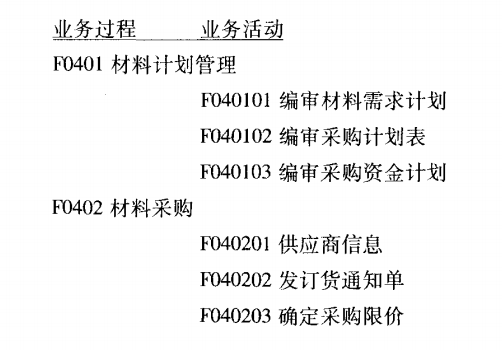 业务过程 业务活动
F0401 材料计划管理
F040101 编审材料需求计划
F040102 编审采购计划表
F040103 编审采购资金计划
F0402 材料采购
F040201 供应商信息
F040202 发订货通知单
F040203 确定采购限价